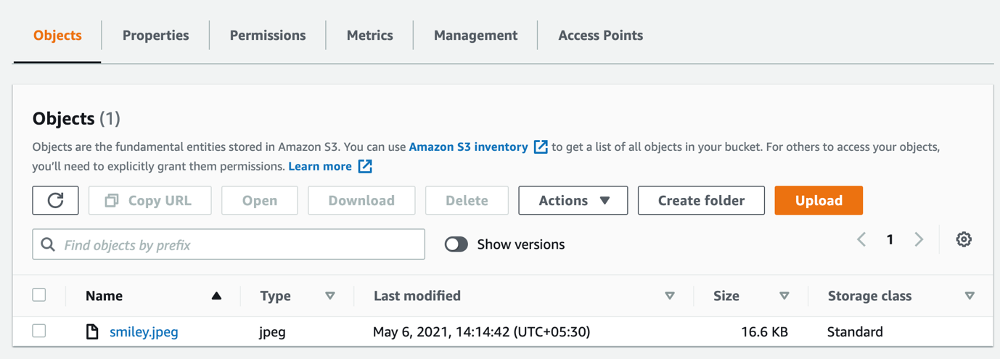 Objects Properties Permissions Metrics Management Access Points
Objects (1)
Objects are the fundamental entities stored in Amazon S3. You can use Amazon S3 inventory to get a list of all objects in your bucket. For others to access your objects,
you'll need to explicitly grant them permissions. Learn more
Copy URL Open Download Delete Actions Create folder Upload
Find objects by prefix Show versions 1
Name Type Last modified Size Storage class
smiley.jpeg jpeg May 6, 2021, 14:14:42 (UTC+05:30) 16.6 KB Standard